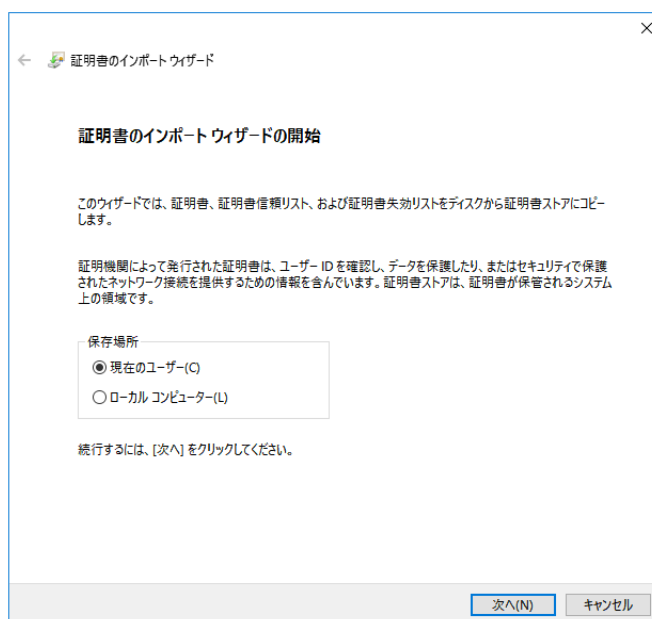 証明書のインポート ウィザード
証明書のインポート ウィザードの開始
このウィザードでは、証明書、証明書信頼リスト、および証明書失効リストをディスクから証明書ストアにコピー
します。
証明機関によって発行された証明書は、ユーザー ID を確認し、データを保護したり、またはセキュリティで保護
されたネットワーク接続を提供するための情報を含んでいます。証明書ストアは、証明書が保管されるシステム
上の領域です。
保存場所
現在のユーザー(C)
ローカル コンピューター(L)
続行するには、[次へ] をクリックしてください。
次へ(N)
キャンセル